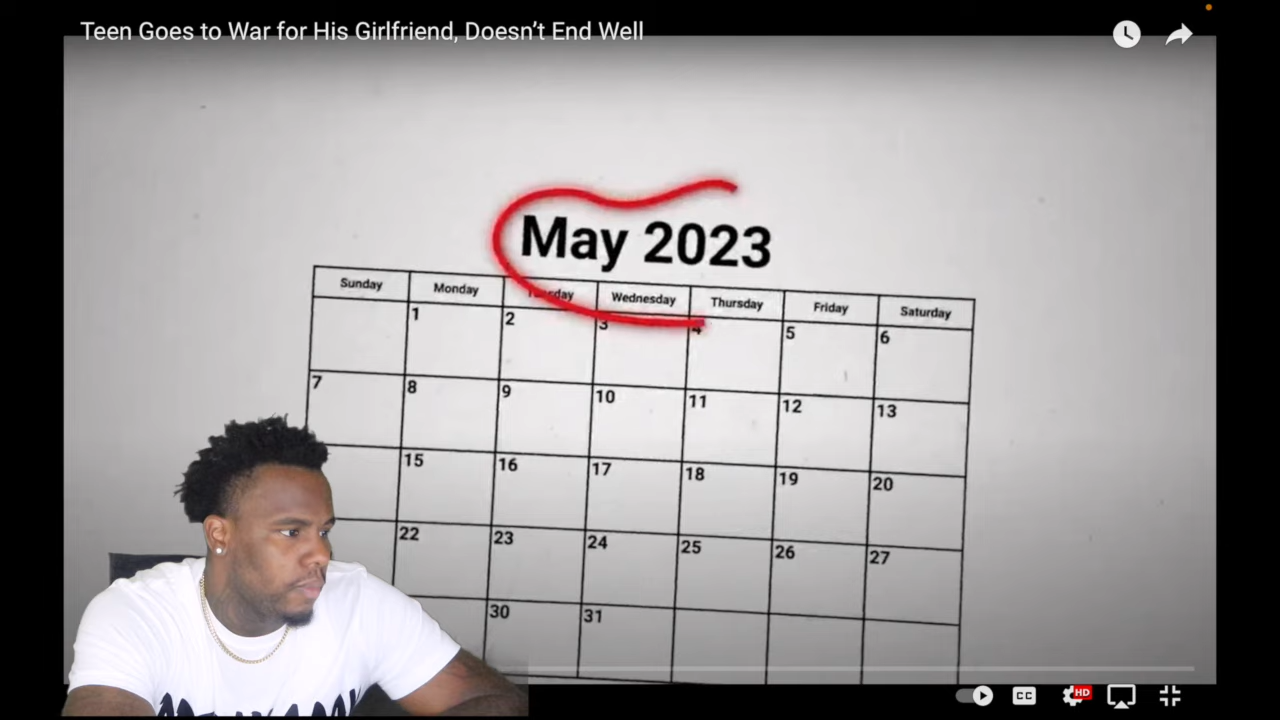 Teen Goes to War for His Girlfriend, Doesn’t End Well
May 2023
Sunday Monday Tuesday Wednesday Thursday Friday Saturday
1 2 3 4 5 6
7 8 9 10 11 12 13
15 16 17 18 19 20
22 23 24 25 26 27
30 31
CC HD